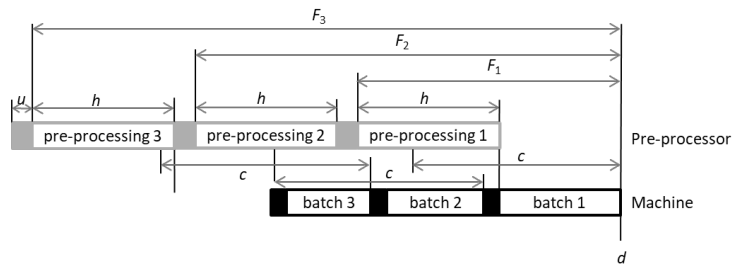 F3
F2
F1
u h h h
pre-processing 3 pre-processing 2 pre-processing 1 Pre-processor
c c c
batch 3 batch 2 batch 1 Machine
d